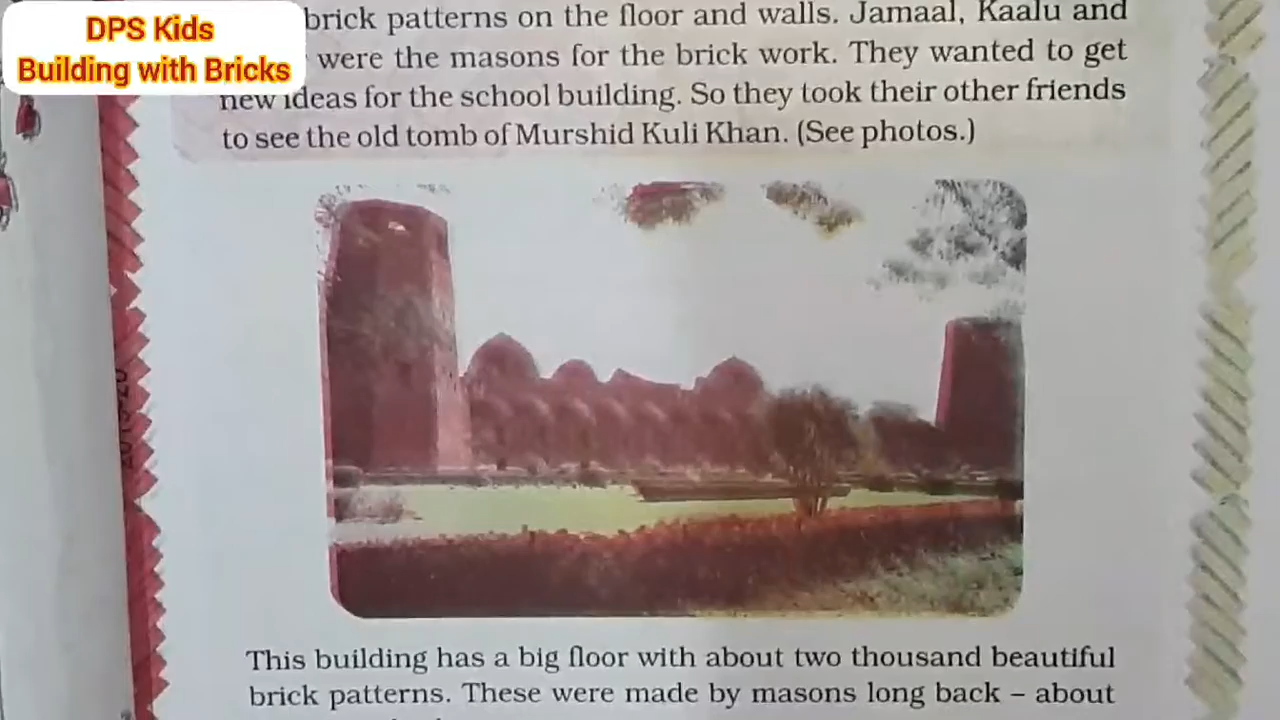 DPS Kids
Building with Bricks
brick patterns on the floor and walls. Jamaal, Kaalu and
were the masons for the brick work. They wanted to get
new ideas for the school building. So they took their other friends
to see the old tomb of Murshid Kuli Khan. (See photos.)
This building has a big floor with about two thousand beautiful
brick patterns. These were made by masons long back – about